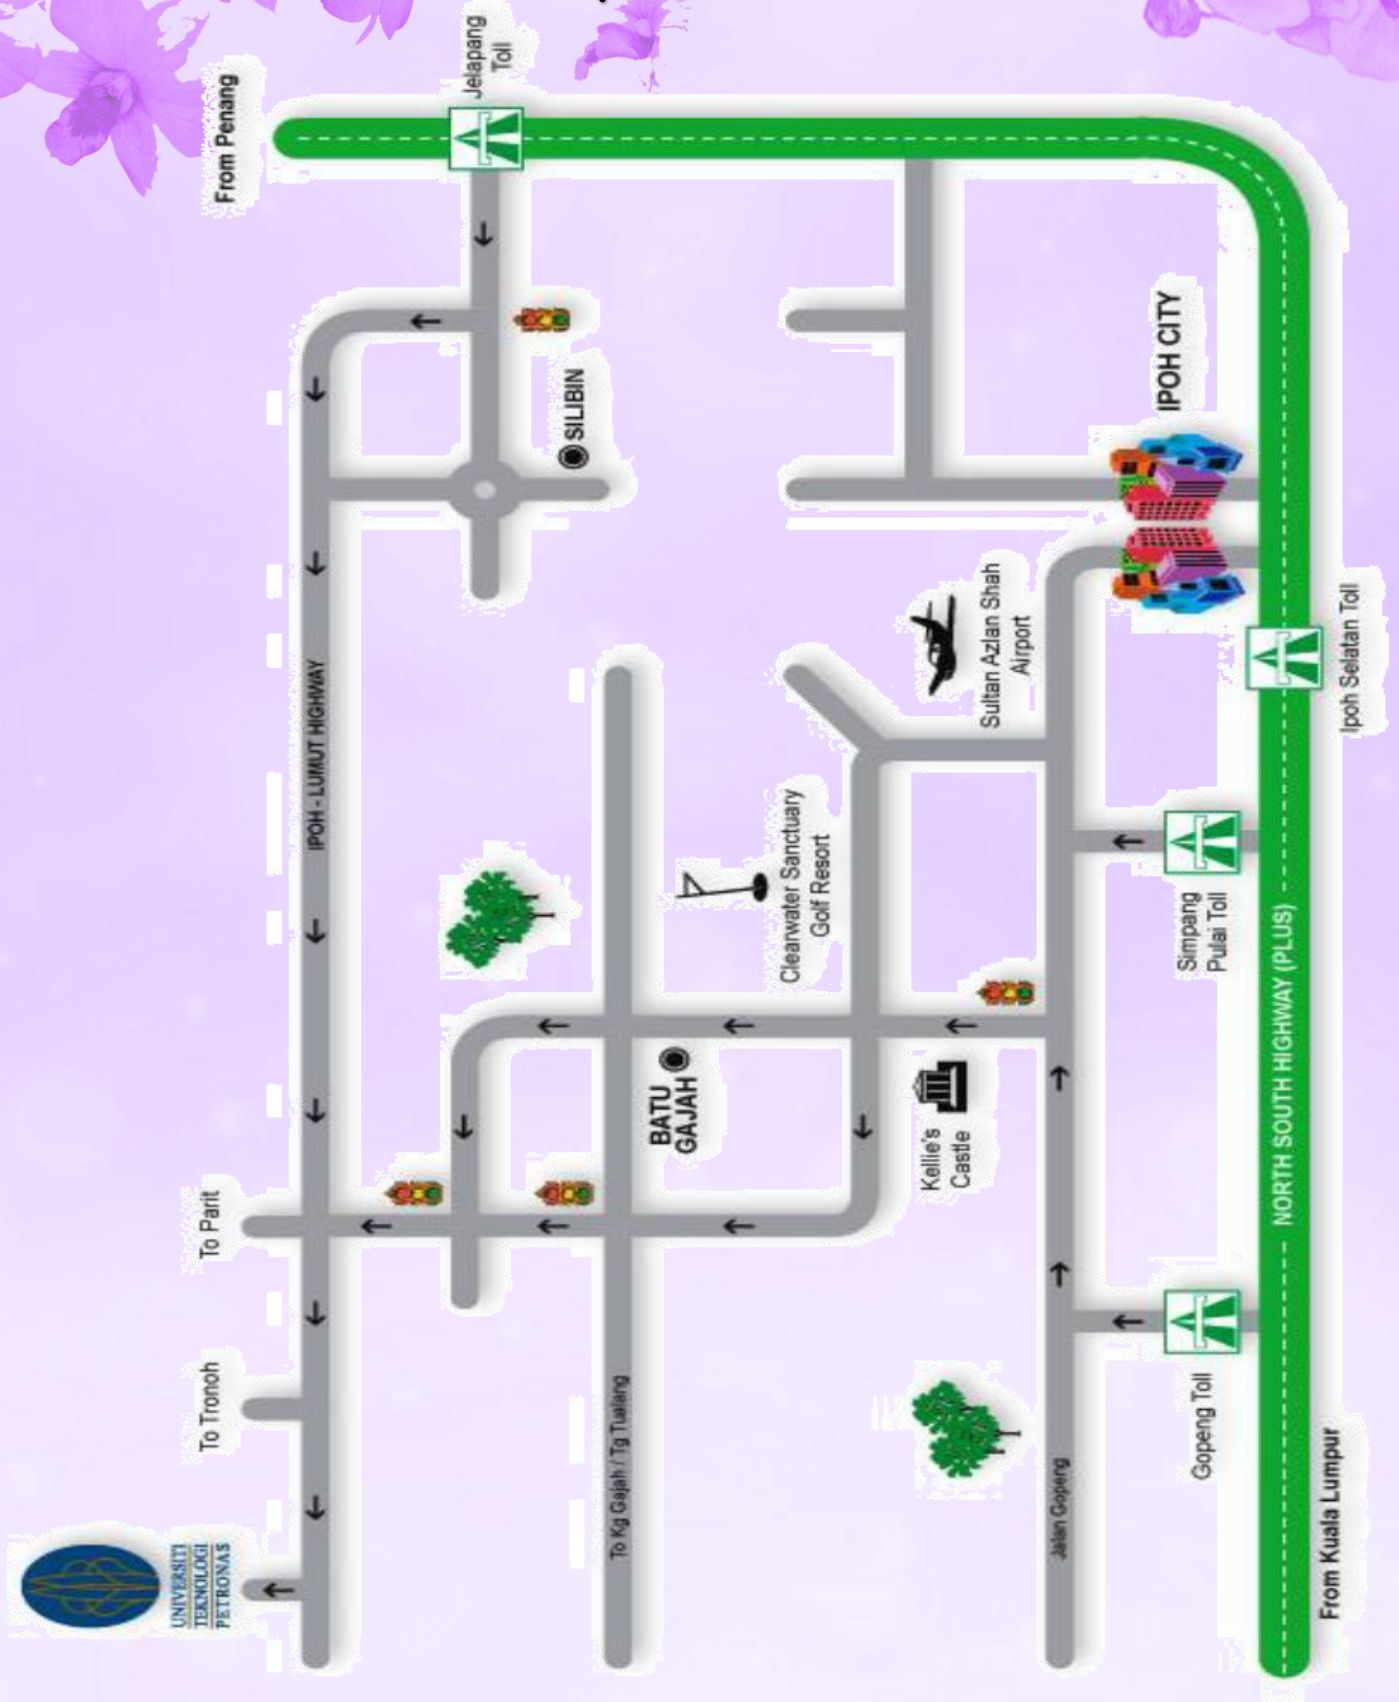 UNIVERSITI
TEKNOLOGI
PETRONAS
To Tronoh
To Parit
From Penang
IPOH - LUMUT HIGHWAY
Jelapang
Toll
SILIBIN
To Kg Gajah / Tg Tualang
BATU
GAJAH
Clearwater Sanctuary
Golf Resort
Kellie's
Castle
Sultan Azlan Shah
Airport
Jalan Gopeng
IPOH CITY
Gopeng Toll
Simpang
Pulai Toll
NORTH SOUTH HIGHWAY (PLUS)
From Kuala Lumpur
Ipoh Selatan Toll